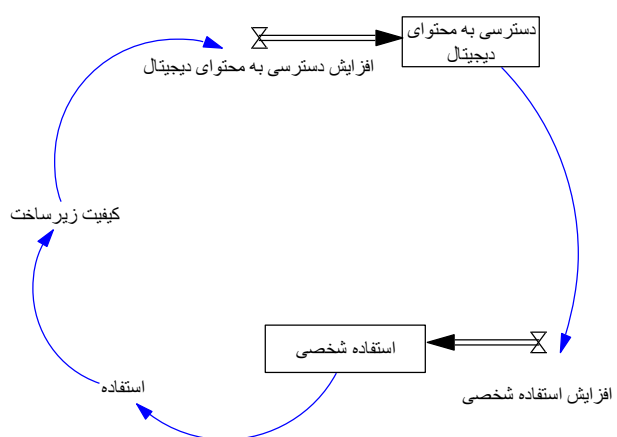 دسترسی به محتوای
دیجیتال
افزایش دسترسی به محتوای دیجیتال
کیفیت زیرساخت
استفاده شخصی
افزایش استفاده شخصی
استفاده